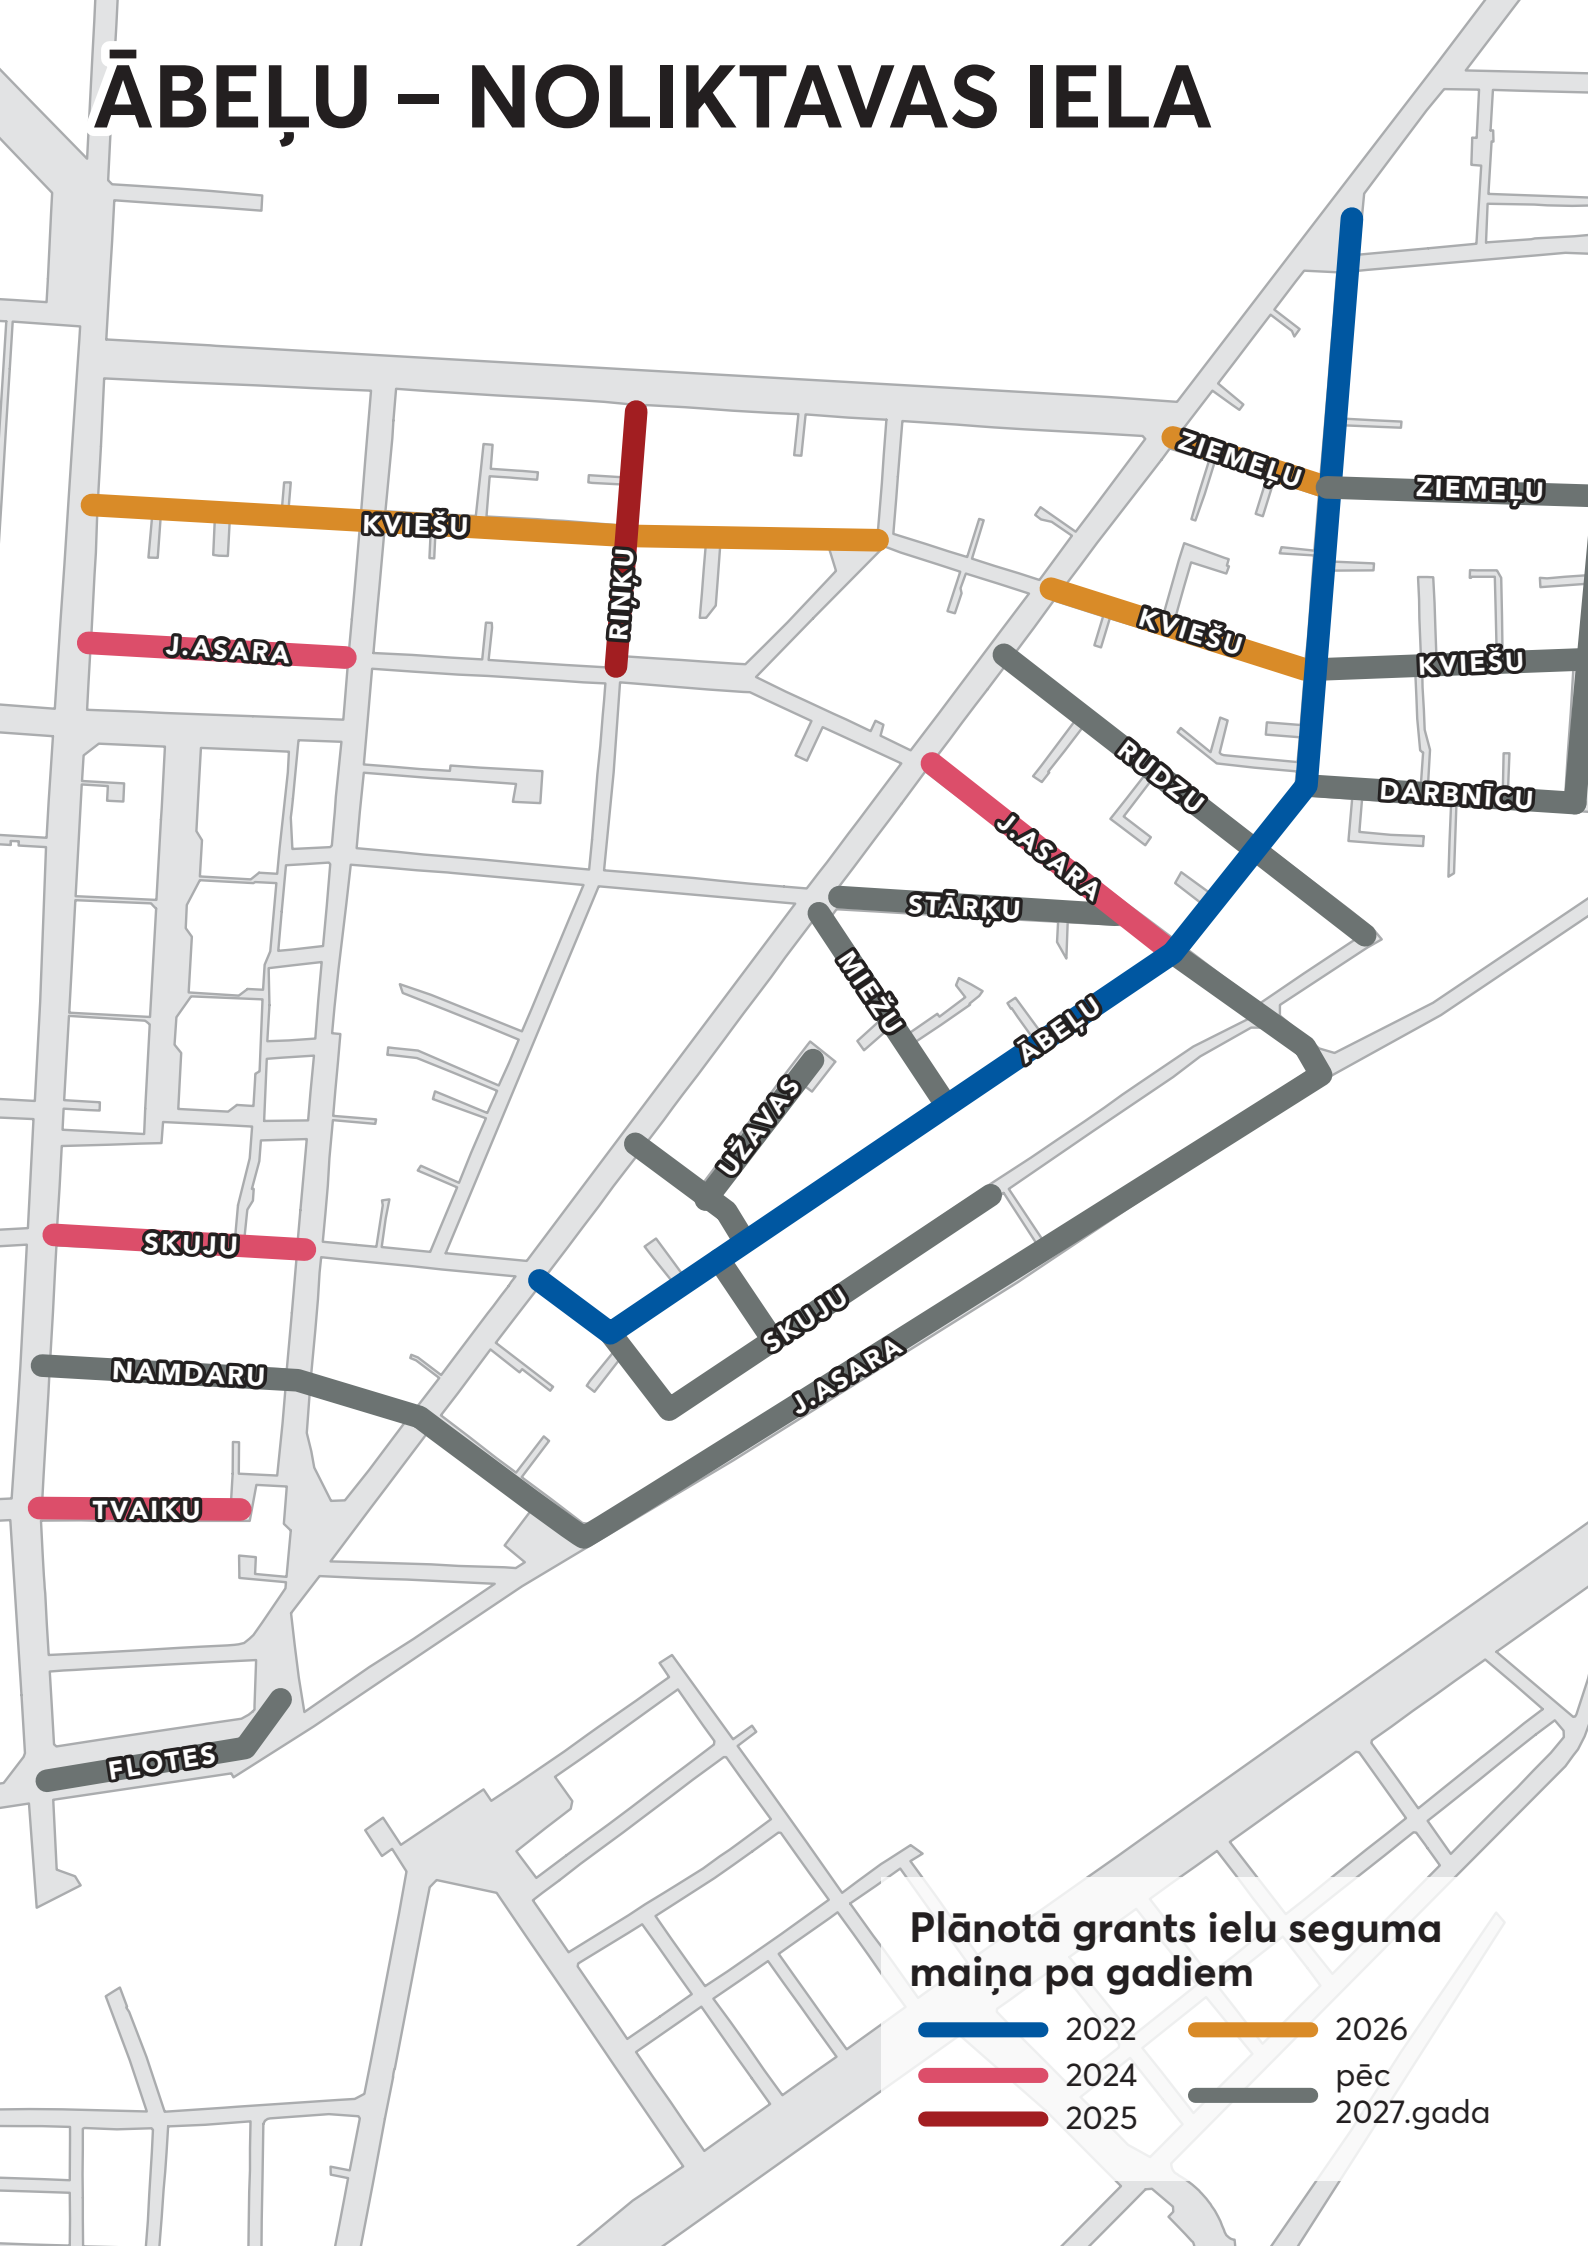 ĀBEĻU – NOLIKTAVAS IELA
ZIEMEĻU
ZIEMEĻU
KVIEŠU
RIŅĶU
J.ASARA
KVIEŠU
KVIEŠU
RUDZU
DARBNĪCU
J.ASARA
STĀRĶU
MIEŽU
ĀBEĻU
UŽAVAS
SKUJU
SKUJU
J.ASARA
NAMDARU
TVAIKU
FLOTES
Plānotā grants ielu seguma
maiņa pa gadiem
2022
2024
2025
2026
pēc
2027.gada